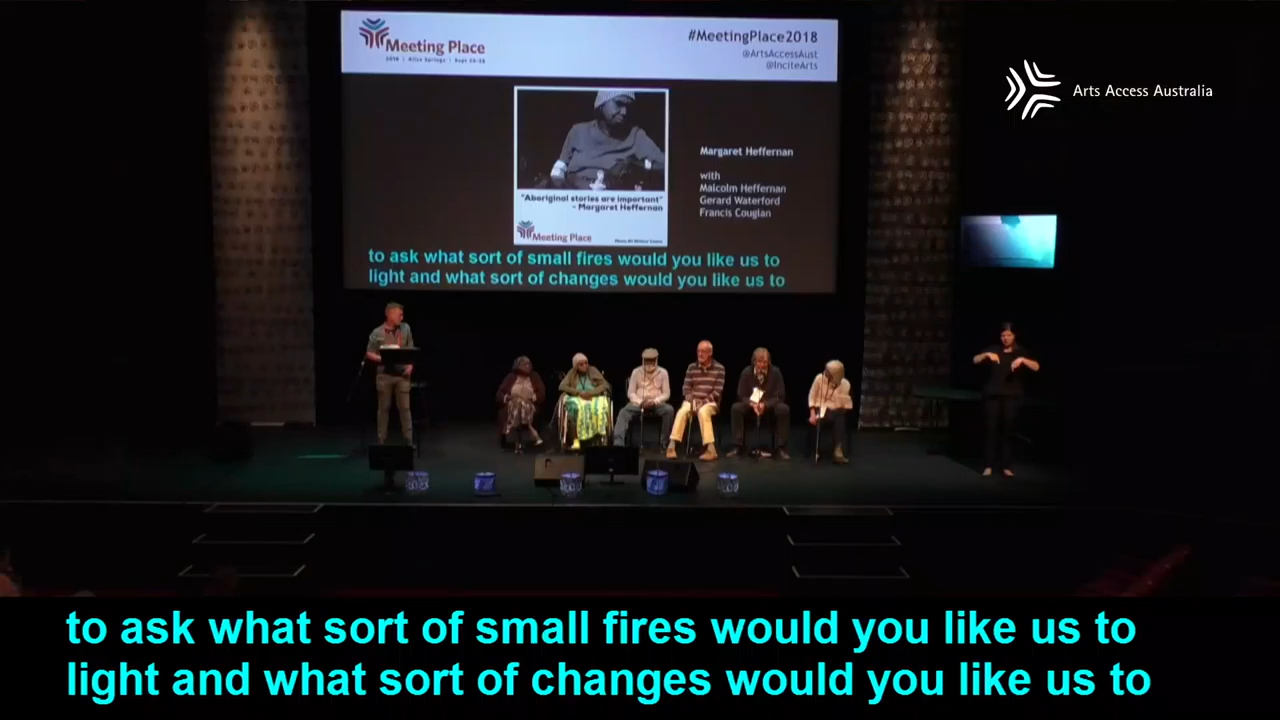 Meeting Place
2018 | Alice Springs |
#MeetingPlace2018
@ArtsAccessAust
@InciteArts
Arts Access Australia
Margaret Heffernan
with
Malcolm Heffernan
Gerard Waterford
Francis Couglan
"Aboriginal stories are important"
- Margaret Heffernan
Meeting Place
to ask what sort of small fires would you like us to
light and what sort of changes would you like us to
to ask what sort of small fires would you like us to
light and what sort of changes would you like us to